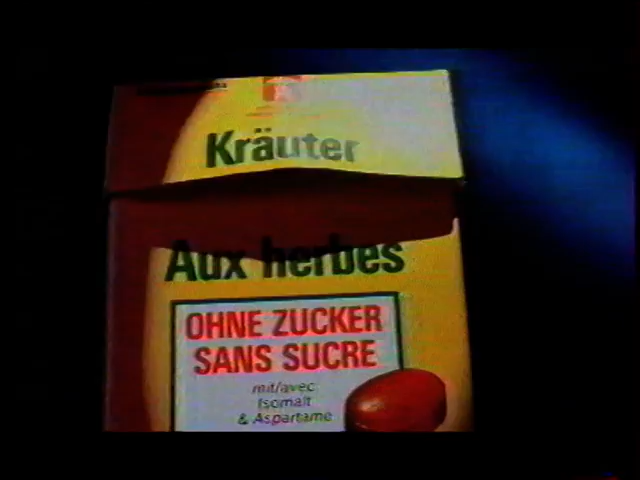 Kräuter
Aux herbes
OHNE ZUCKER
SANS SUCRE
mit/avec
Isomalt
& Aspartame